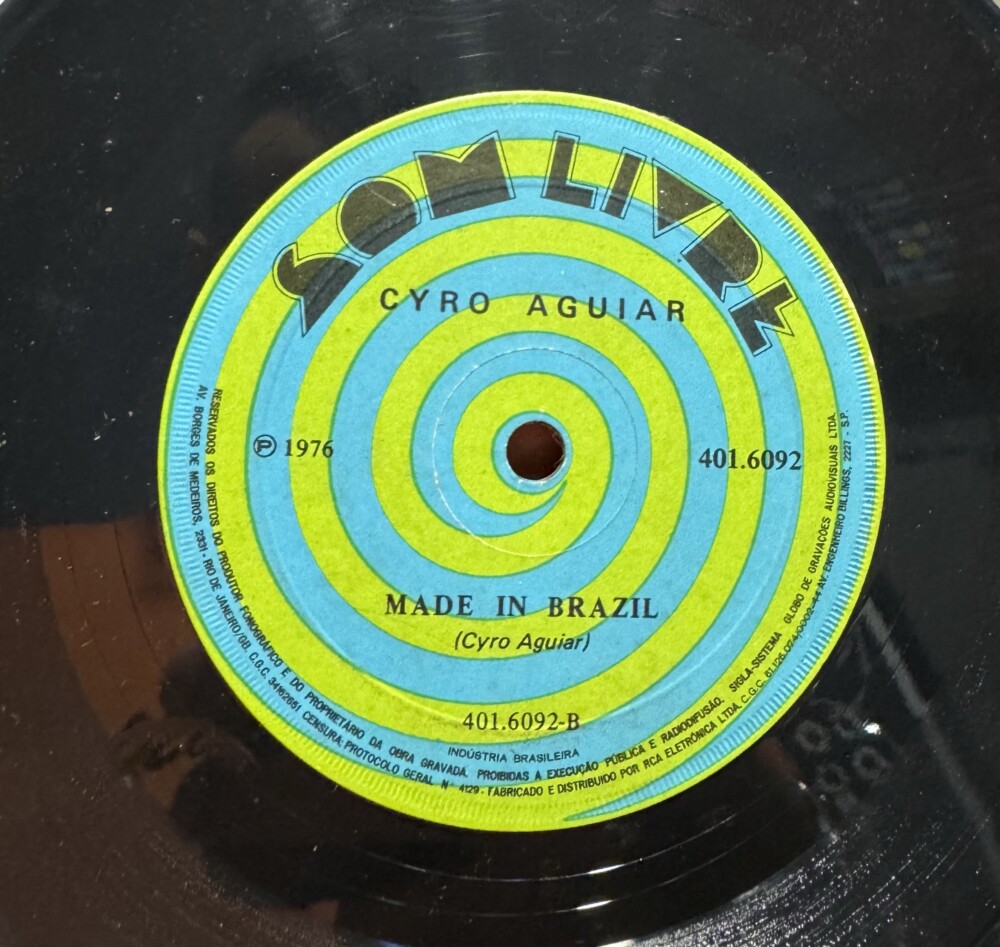 SOM LIVRE
CYRO AGUIAR
℗ 1976
401.6092
MADE IN BRAZIL
(Cyro Aguiar)
401.6092-B
INDÚSTRIA BRASILEIRA
RESERVADOS OS DIREITOS DO PRODUTOR FONOGRÁFICO E DO PROPRIETÁRIO DA OBRA GRAVADA. PROIBIDAS A EXECUÇÃO PÚBLICA E RADIODIFUSÃO. SIGLA-SISTEMA GLOBO DE GRAVAÇÕES AUDIOVISUAIS LTDA.
AV. BORGES DE MEDEIROS, 2331 - RIO DE JANEIRO/GB. C.G.C. 34162651 CENSURA: PROTOCOLO GERAL N° 4129 - FABRICADO E DISTRIBUIDO POR RCA ELETRÔNICA LTDA. C.G.C. AV. ENGENHEIRO BILLINGS, 2227 - S.P.